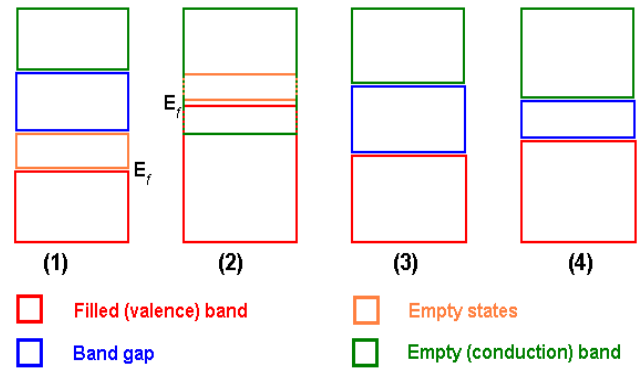 E_f
E_f
(1)
(2)
(3)
(4)
Filled (valence) band
Empty states
Band gap
Empty (conduction) band